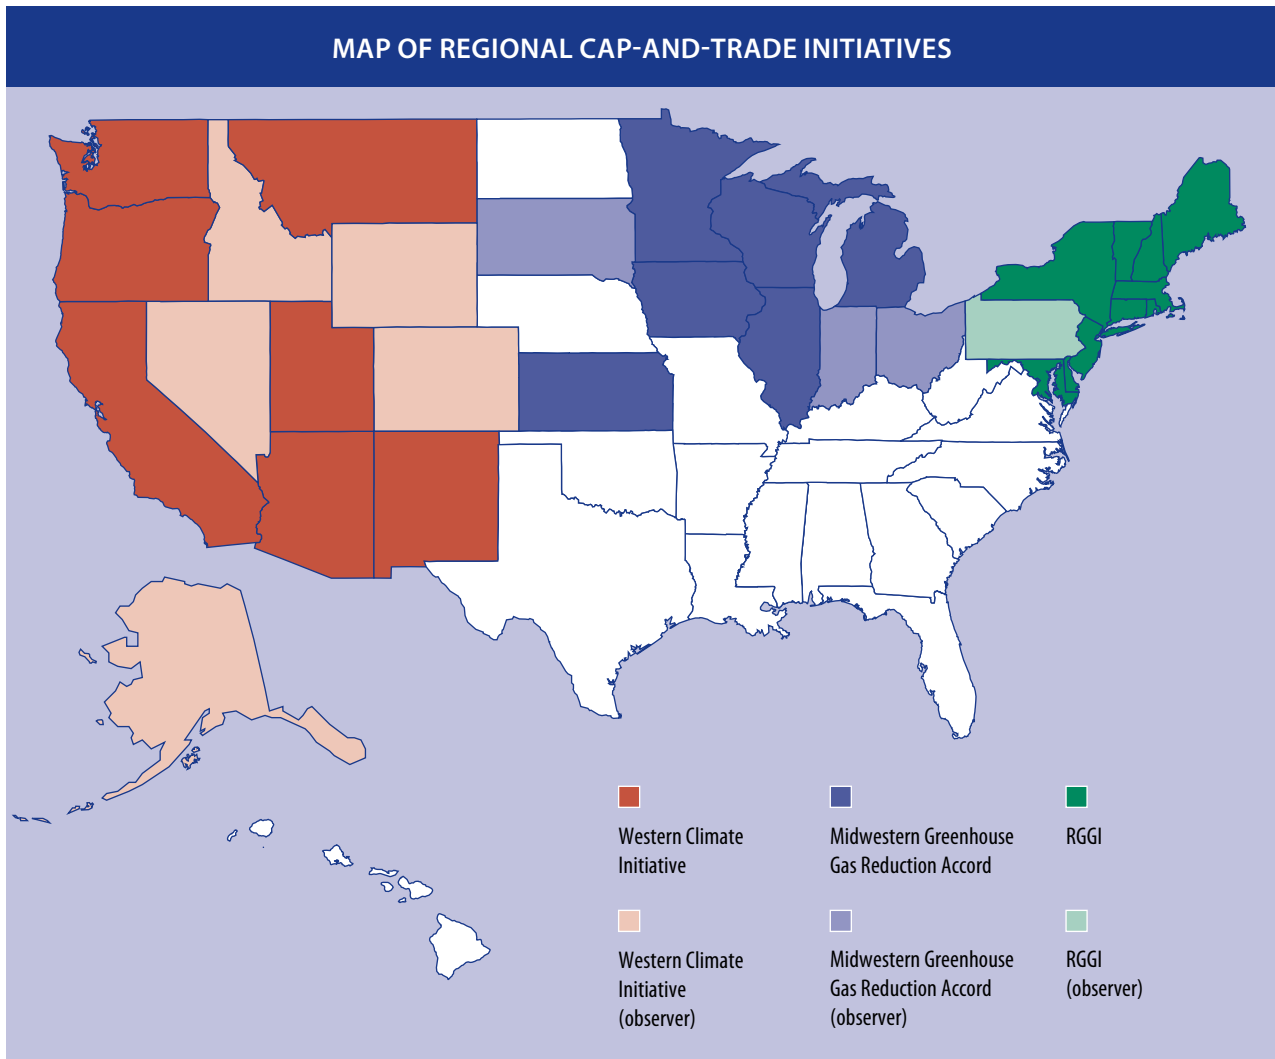 MAP OF REGIONAL CAP-AND-TRADE INITIATIVES
Western Climate
Initiative
Midwestern Greenhouse
Gas Reduction Accord
RGGI
Western Climate
Initiative
(observer)
Midwestern Greenhouse
Gas Reduction Accord
(observer)
RGGI
(observer)